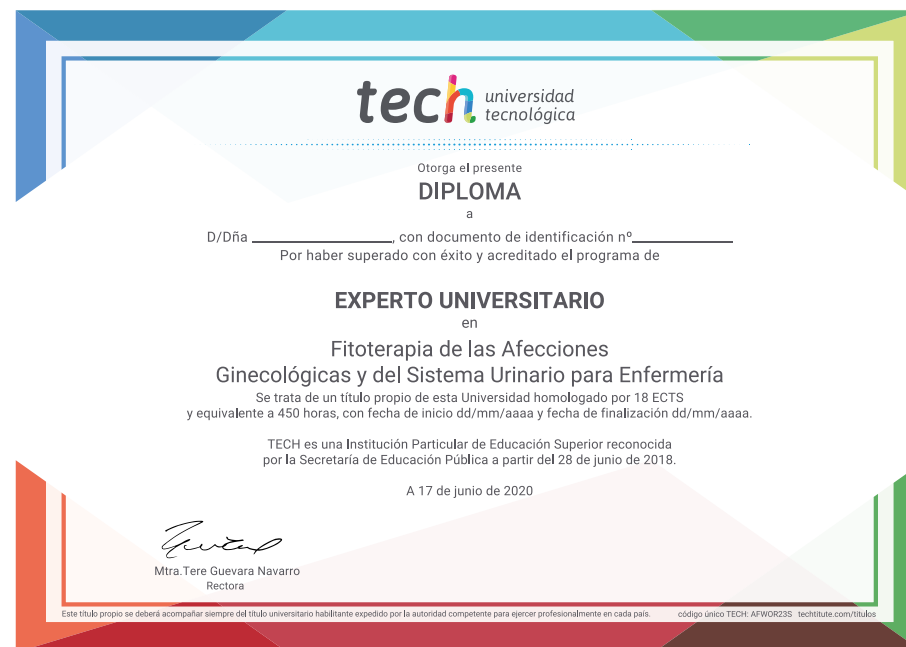 tech universidad
tecnológica
Otorga el presente
DIPLOMA
a
D/Dña ____________________, con documento de identificación nº______________
Por haber superado con éxito y acreditado el programa de
EXPERTO UNIVERSITARIO
en
Fitoterapia de las Afecciones
Ginecológicas y del Sistema Urinario para Enfermería
Se trata de un título propio de esta Universidad homologado por 18 ECTS
y equivalente a 450 horas, con fecha de inicio dd/mm/aaaa y fecha de finalización dd/mm/aaaa.
TECH es una Institución Particular de Educación Superior reconocida
por la Secretaría de Educación Pública a partir del 28 de junio de 2018.
A 17 de junio de 2020
Mtra.Tere Guevara Navarro
Rectora
Este título propio se deberá acompañar siempre del título universitario habilitante expedido por la autoridad competente para ejercer profesionalmente en cada país. código único TECH: AFWOR23S techtitute.com/titulos